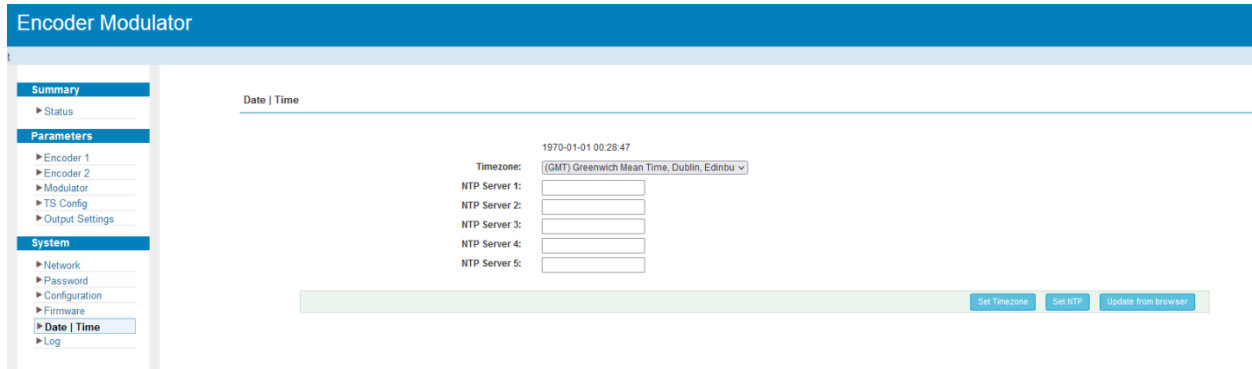 Encoder Modulator
t
Summary
Status
Parameters
Encoder 1
Encoder 2
Modulator
TS Config
Output Settings
System
Network
Password
Configuration
Firmware
Date | Time
Log
Date | Time
1970-01-01 00:28:47
Timezone: (GMT) Greenwich Mean Time, Dublin, Edinbu
NTP Server 1:
NTP Server 2:
NTP Server 3:
NTP Server 4:
NTP Server 5:
Set Timezone Set NTP Update from browser